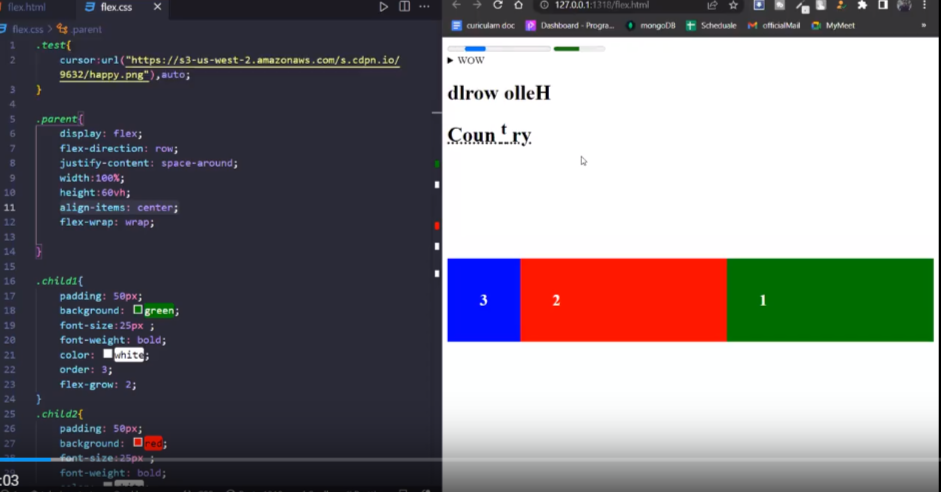 flex.html
flex.css
flex.css > .parent
1 .test{
2 cursor:url("https://s3-us-west-2.amazonaws.com/s.cdpn.io/
9632/happy.png"),auto;
3 }
4
5 .parent{
6 display: flex;
7 flex-direction: row;
8 justify-content: space-around;
9 width:100%;
10 height:60vh;
11 align-items: center;
12 flex-wrap: wrap;
13
14 }
15
16 .child1{
17 padding: 50px;
18 background: green;
19 font-size:25px ;
20 font-weight: bold;
21 color: white;
22 order: 3;
23 flex-grow: 2;
24 }
25 .child2{
26 padding: 50px;
27 background: red;
28 font-size:25px ;
font-weight: bold;
:03
127.0.0.1:1318/flex.html
curiculam doc
Dashboard - Progra...
mongoDB
Scheduale
officialMail
MyMeet
WOW
dlrow olleH
Coun t ry
3
2
1